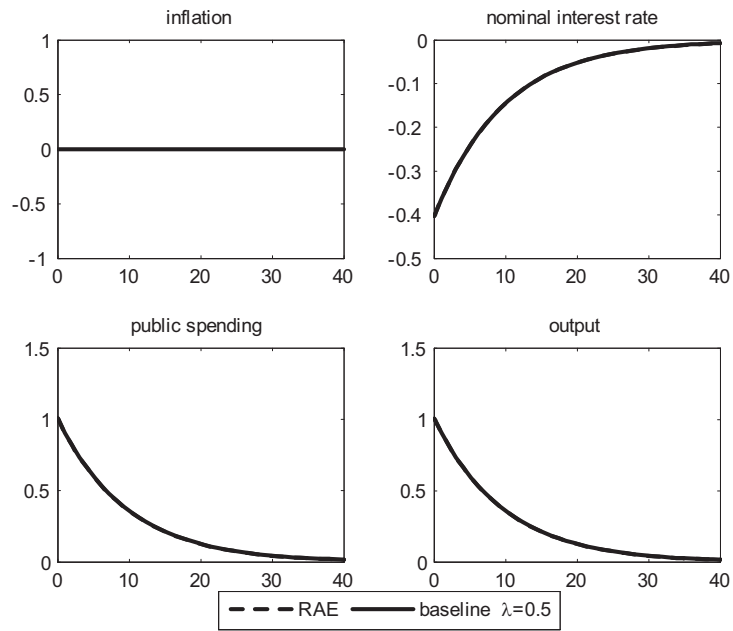 inflation
1
0.5
0
-0.5
-1
0 10 20 30 40
nominal interest rate
0
-0.1
-0.2
-0.3
-0.4
-0.5
0 10 20 30 40
public spending
1.5
1
0.5
0
0 10 20 30 40
output
1.5
1
0.5
0
0 10 20 30 40
RAE baseline λ=0.5